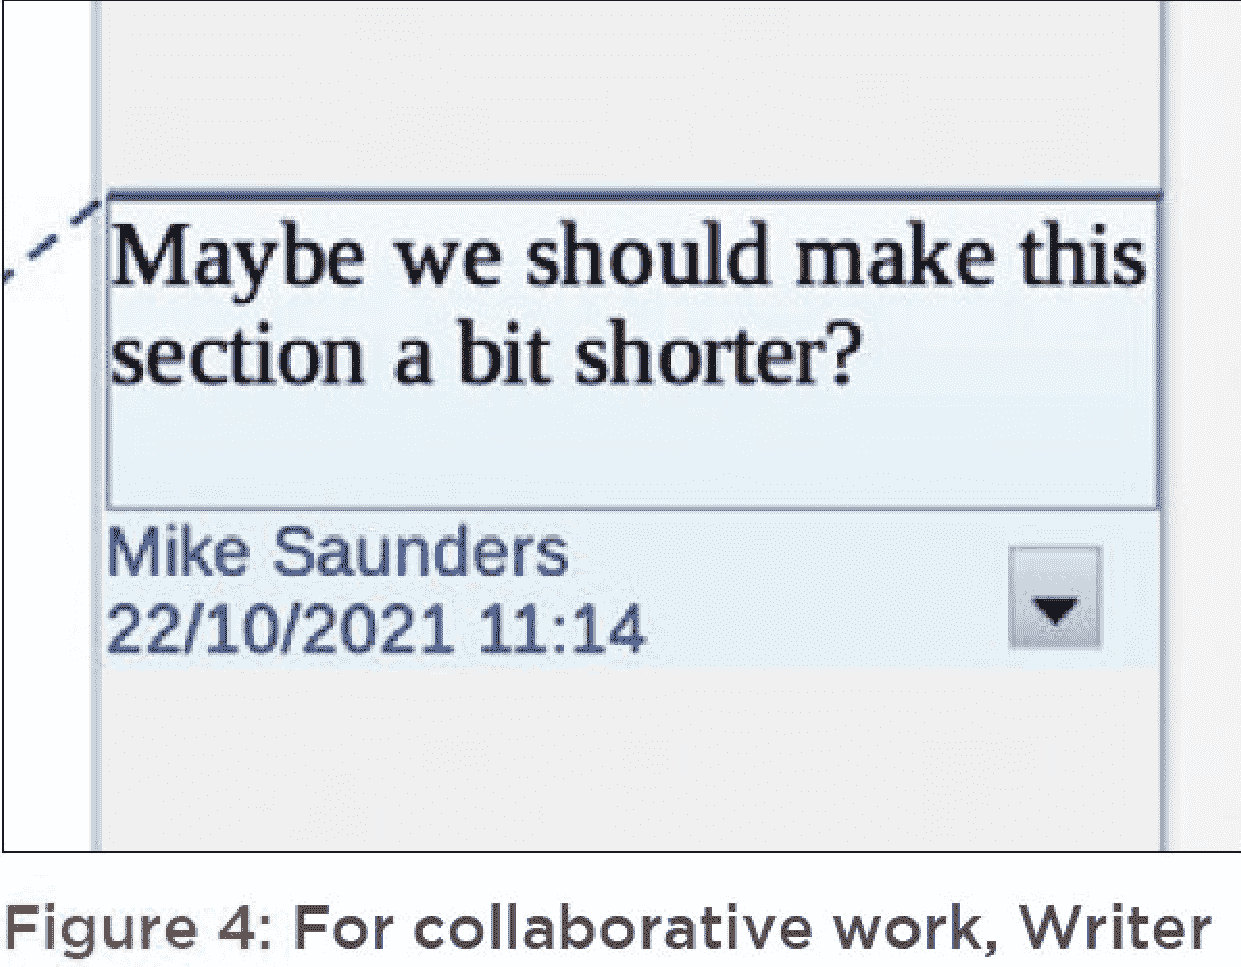 Maybe we should make this
section a bit shorter?
Mike Saunders
22/10/2021 11:14
Figure 4: For collaborative work, Writer